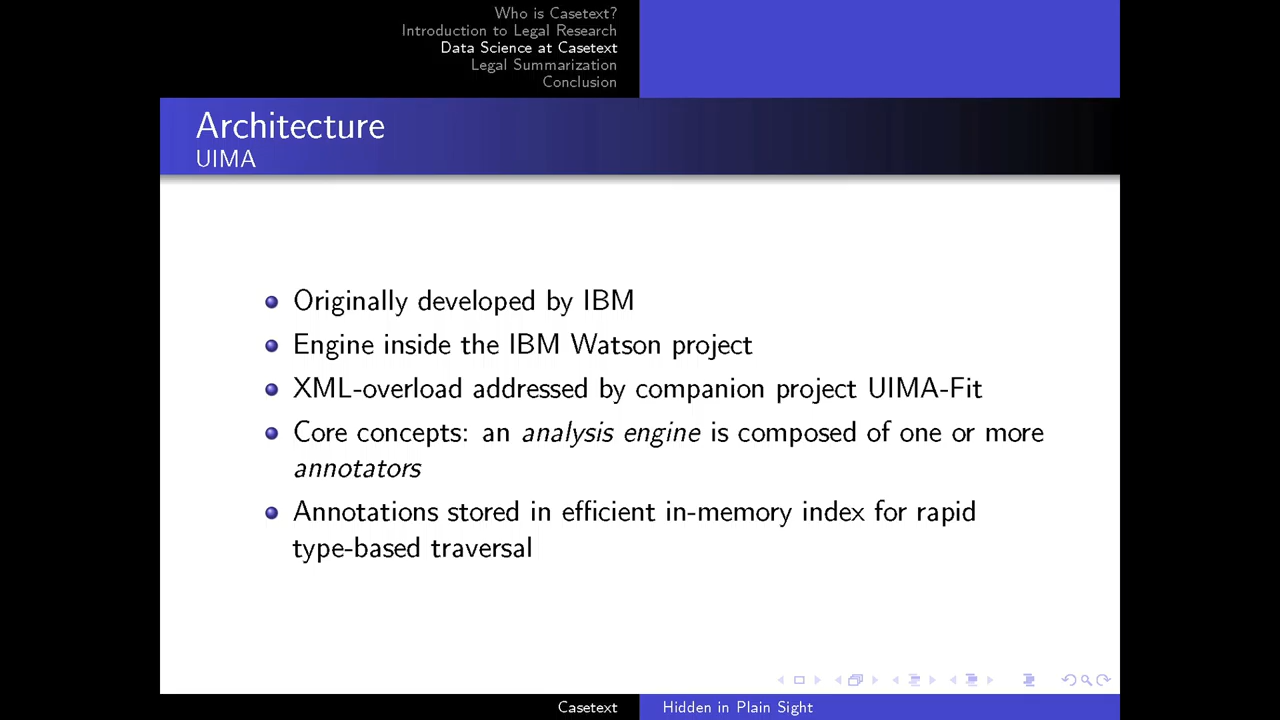 Who is Casetext?
Introduction to Legal Research
Data Science at Casetext
Legal Summarization
Conclusion
Architecture
UIMA
Originally developed by IBM
Engine inside the IBM Watson project
XML-overload addressed by companion project UIMA-Fit
Core concepts: an analysis engine is composed of one or more
annotators
Annotations stored in efficient in-memory index for rapid
type-based traversal
Casetext
Hidden in Plain Sight